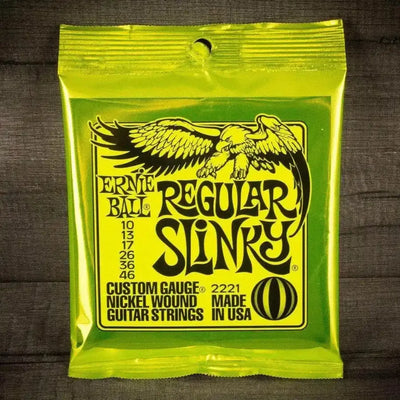 ERNIE
BALL®
REGULAR
SLINKY®
10
13
17
26
36
46
CUSTOM GAUGE®
NICKEL WOUND
GUITAR STRINGS
2221
MADE
IN USA